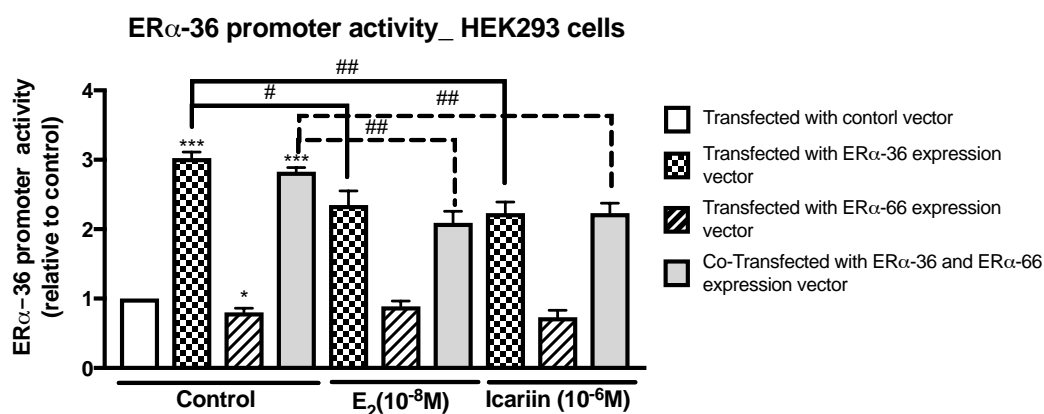 ERα-36 promoter activity_ HEK293 cells
ERα−36 promoter activity
(relative to control)
4
3
2
1
0
##
#
##
##
***
***
*
Control
E₂(10⁻⁸M)
Icariin (10⁻⁶M)
Transfected with contorl vector
Transfected with ERα-36 expression
vector
Transfected with ERα-66 expression
vector
Co-Transfected with ERα-36 and ERα-66
expression vector